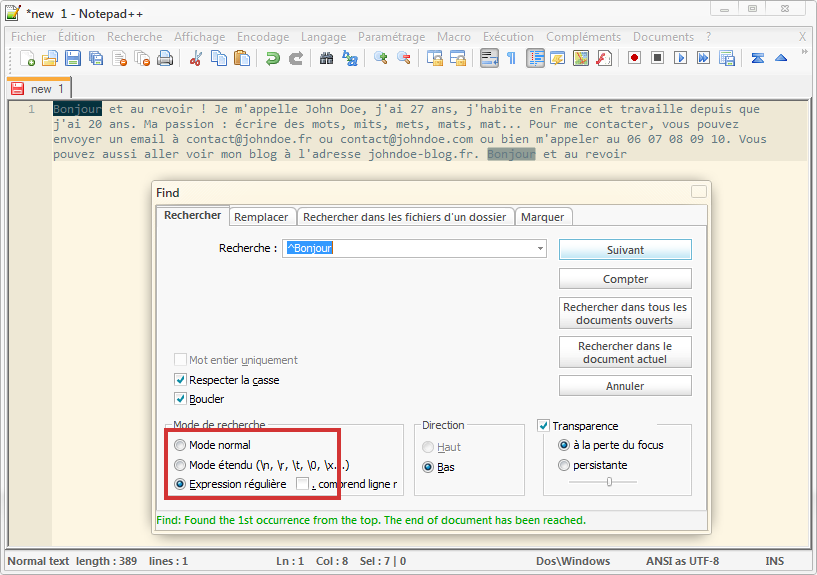 *new  1 - Notepad++
Fichier Édition Recherche Affichage Encodage Langage Paramétrage Macro Exécution Compléments Documents ? X
new 1
1 Bonjour et au revoir ! Je m'appelle John Doe, j'ai 27 ans, j'habite en France et travaille depuis que
j'ai 20 ans. Ma passion : écrire des mots, mits, mets, mats, mat... Pour me contacter, vous pouvez
envoyer un email à contact@johndoe.fr ou contact@johndoe.com ou bien m'appeler au 06 07 08 09 10. Vous
pouvez aussi aller voir mon blog à l'adresse johndoe-blog.fr. Bonjour et au revoir
Find
Rechercher Remplacer Rechercher dans les fichiers d'un dossier Marquer
Recherche : ^Bonjour
Suivant
Compter
Rechercher dans tous les
documents ouverts
Rechercher dans le
document actuel
Annuler
Mot entier uniquement
Respecter la casse
Boucler
Mode de recherche
Mode normal
Mode étendu (\n, \r, \t, \0, \x...)
Expression régulière . comprend ligne r
Direction
Haut
Bas
Transparence
à la perte du focus
persistante
Find: Found the 1st occurrence from the top. The end of document has been reached.
Normal text length : 389 lines : 1 Ln : 1 Col : 8 Sel : 7 | 0 Dos\Windows ANSI as UTF-8 INS